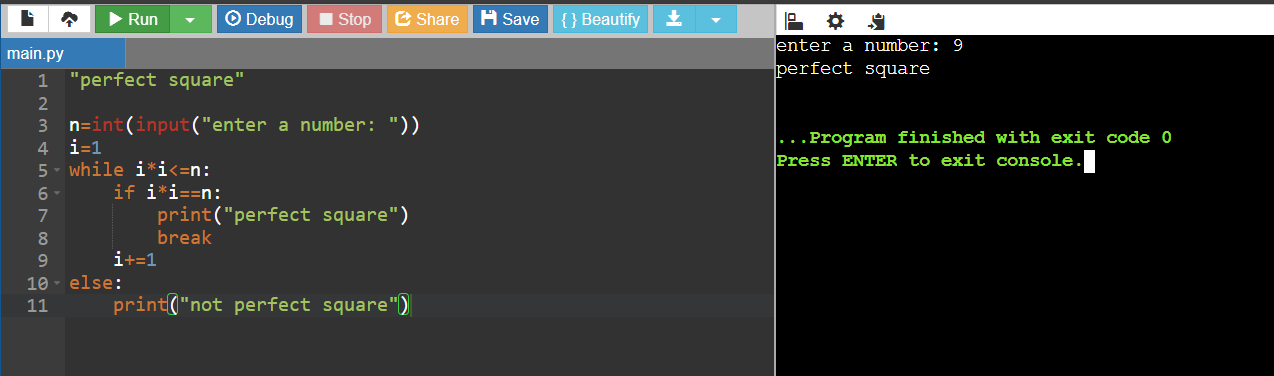 Run Debug Stop Share Save { } Beautify
main.py
1 "perfect square"
2
3 n=int(input("enter a number: "))
4 i=1
5 while i*i<=n:
6     if i*i==n:
7         print("perfect square")
8         break
9     i+=1
10 else:
11     print("not perfect square")
enter a number: 9
perfect square
...Program finished with exit code 0
Press ENTER to exit console.